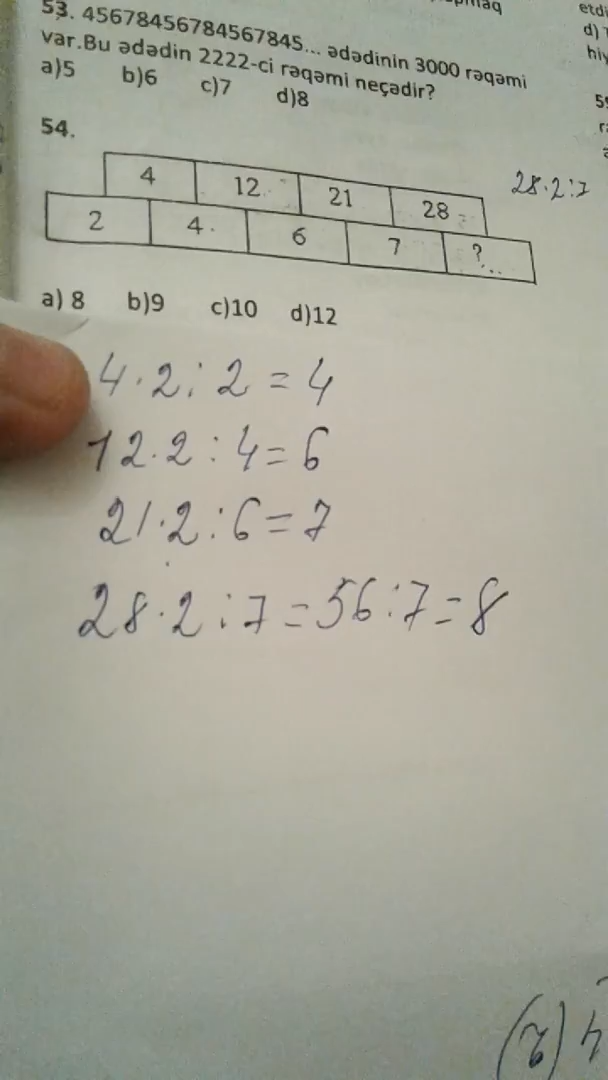 53. 45678456784567845... ədədinin 3000 rəqəmi
var.Bu ədədin 2222-ci rəqəmi neçədir?
a)5 b)6 c)7 d)8
etdi
d)
hiy
54.
4 12 21 28
2 4 6 7 ?
28·2:7
a) 8 b)9 c)10 d)12
4·2:2=4
12·2:4=6
21·2:6=7
28·2:7=56:7=8